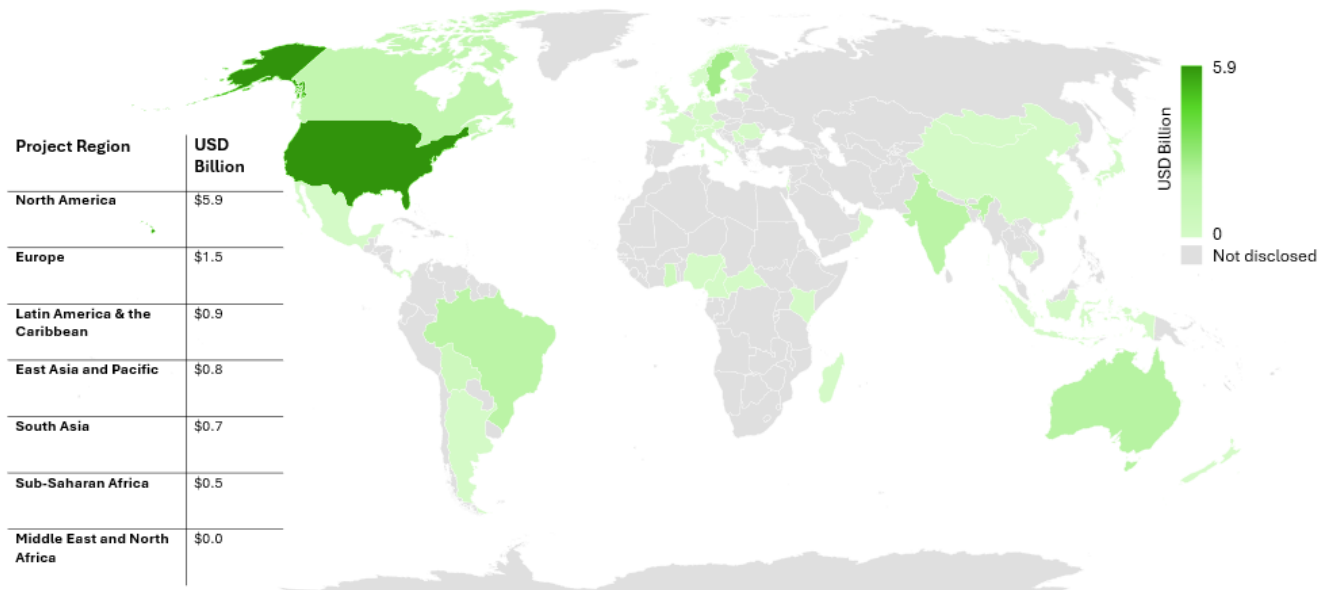 Project Region
USD
Billion
North America
$5.9
Europe
$1.5
Latin America & the
Caribbean
$0.9
East Asia and Pacific
$0.8
South Asia
$0.7
Sub-Saharan Africa
$0.5
Middle East and North
Africa
$0.0
5.9
USD Billion
0
Not disclosed